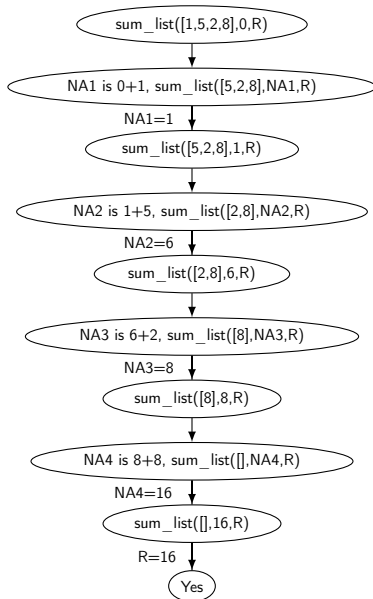 sum_list([1,5,2,8],0,R)
NA1 is 0+1, sum_list([5,2,8],NA1,R)
NA1=1
sum_list([5,2,8],1,R)
NA2 is 1+5, sum_list([2,8],NA2,R)
NA2=6
sum_list([2,8],6,R)
NA3 is 6+2, sum_list([8],NA3,R)
NA3=8
sum_list([8],8,R)
NA4 is 8+8, sum_list([],NA4,R)
NA4=16
sum_list([],16,R)
R=16
Yes